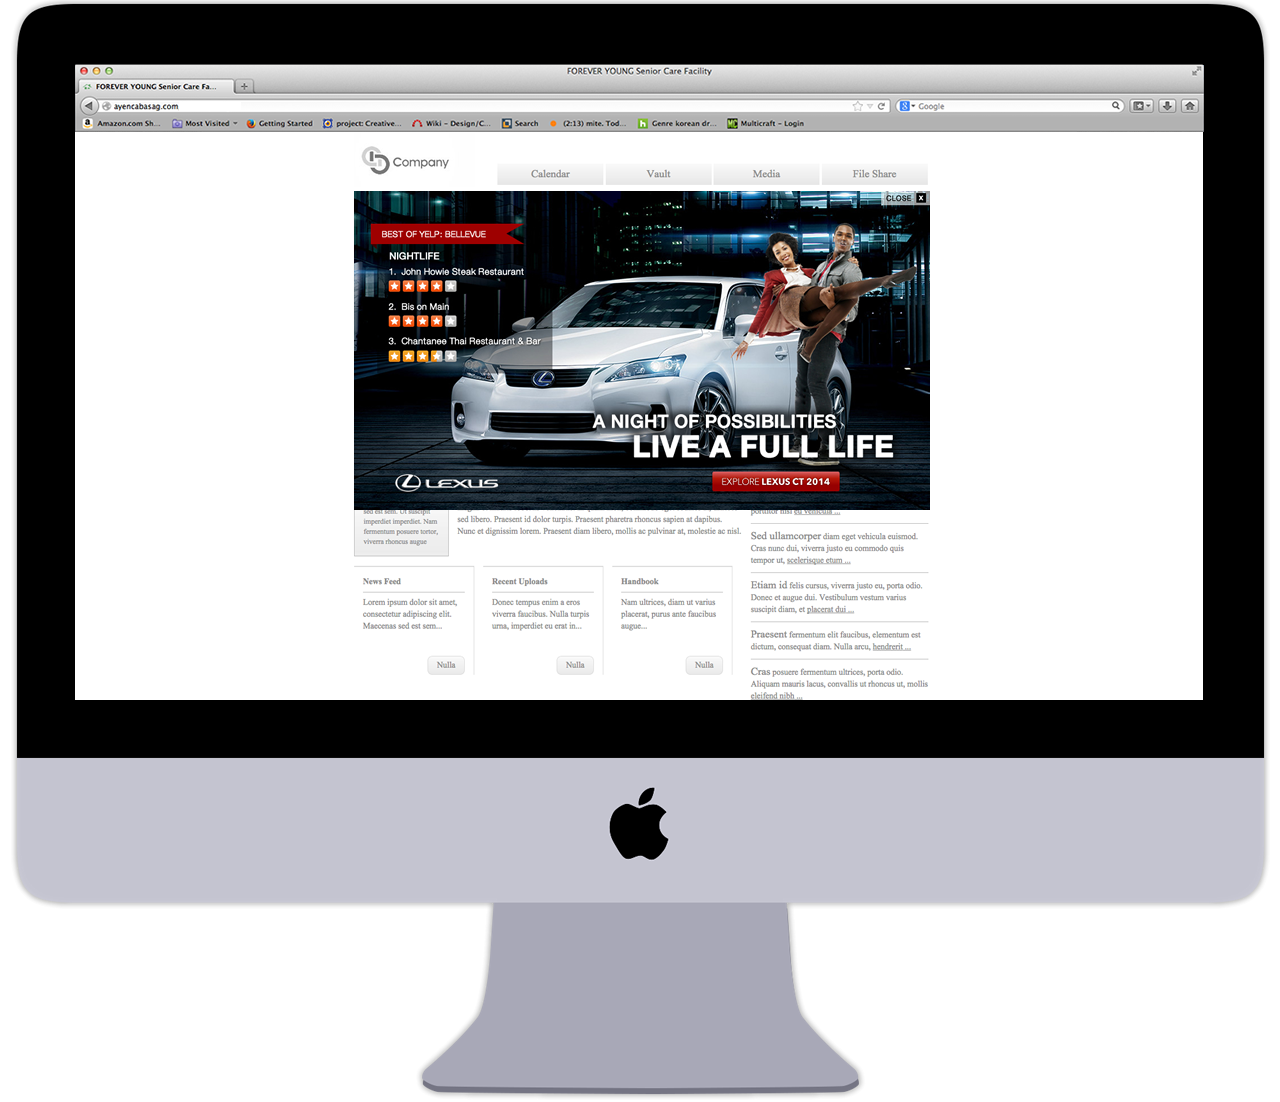 FOREVER YOUNG Senior Care Facility
FOREVER YOUNG Senior Care Fa...
ayencabasag.com
Google
Amazon.com Sh...
Most Visited
Getting Started
project: Creative...
Wiki - Design/C...
Search
(2:13) mite. Tod...
Genre korean dr...
Multicraft - Login
Company
Calendar
Vault
Media
File Share
CLOSE X
BEST OF YELP: BELLEVUE
NIGHTLIFE
1. John Howie Steak Restaurant
2. Bis on Main
3. Chantanee Thai Restaurant & Bar
A NIGHT OF POSSIBILITIES
LIVE A FULL LIFE
LEXUS
EXPLORE LEXUS CT 2014
sed est sem. Ut suscipit
imperdiet imperdiet. Nam
fermentum posuere tortor,
viverra rhoncus augue
sed libero. Praesent id dolor turpis. Praesent pharetra rhoncus sapien at dapibus.
Nunc et dignissim lorem. Praesent diam libero, mollis ac pulvinar at, molestie ac nisl.
porttitor nisl eu vehicula ...
Sed ullamcorper diam eget vehicula euismod.
Cras nunc dui, viverra justo eu commodo quis
tempor ut, scelerisque etum ...
Etiam id felis cursus, viverra justo eu, porta odio.
Donec et augue dui. Vestibulum vestum varius
suscipit diam, et placerat dui ...
Praesent fermentum elit faucibus, elementum est
dictum, consequat diam. Nulla arcu, hendrerit ...
Cras posuere fermentum ultrices, porta odio.
Aliquam mauris lacus, convallis ut rhoncus ut, mollis
eleifend nibh ...
News Feed
Lorem ipsum dolor sit amet,
consectetur adipiscing elit.
Maecenas sed est sem...
Nulla
Recent Uploads
Donec tempus enim a eros
viverra faucibus. Nulla turpis
urna, imperdiet eu erat in...
Nulla
Handbook
Nam ultrices, diam ut varius
placerat, purus ante faucibus
augue...
Nulla